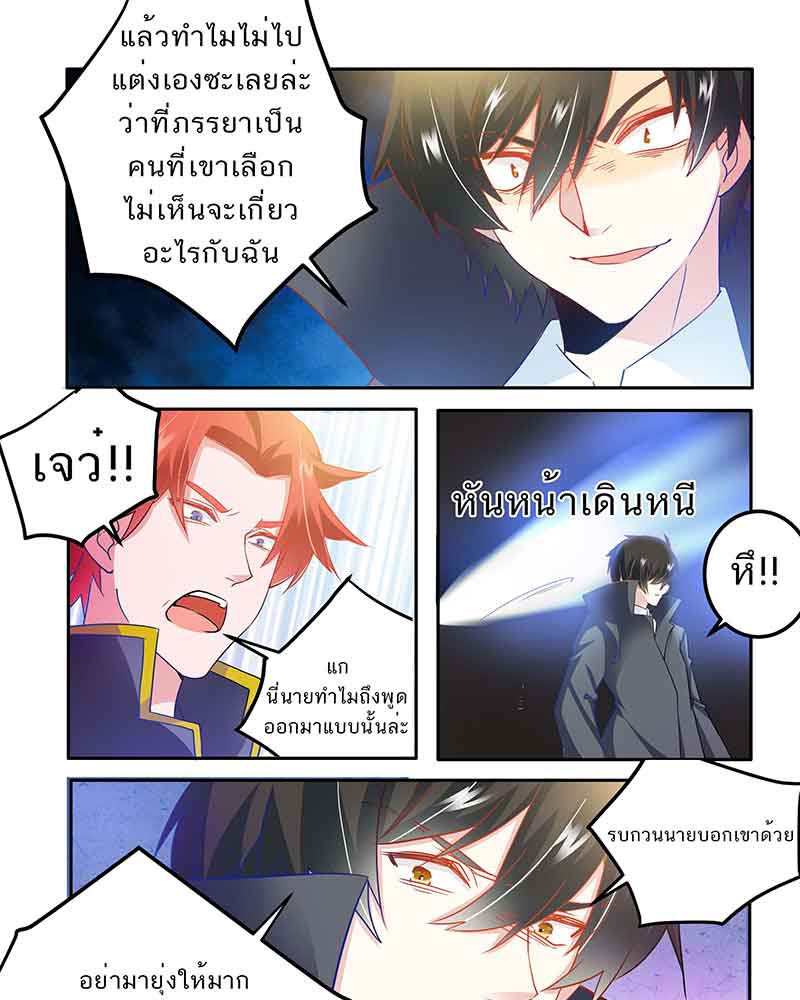 แล้วทำไมไม่ไป
แต่งเองซะเลยล่ะ
ว่าที่ภรรยาเป็น
คนที่เขาเลือก
ไม่เห็นจะเกี่ยว
อะไรกับฉัน
เจว๋!!
แก
นี่นายทำไมถึงพูด
ออกมาแบบนั้นล่ะ
หันหน้าเดินหนี
หึ!!
รบกวนนายบอกเขาด้วย
อย่ามายุ่งให้มาก